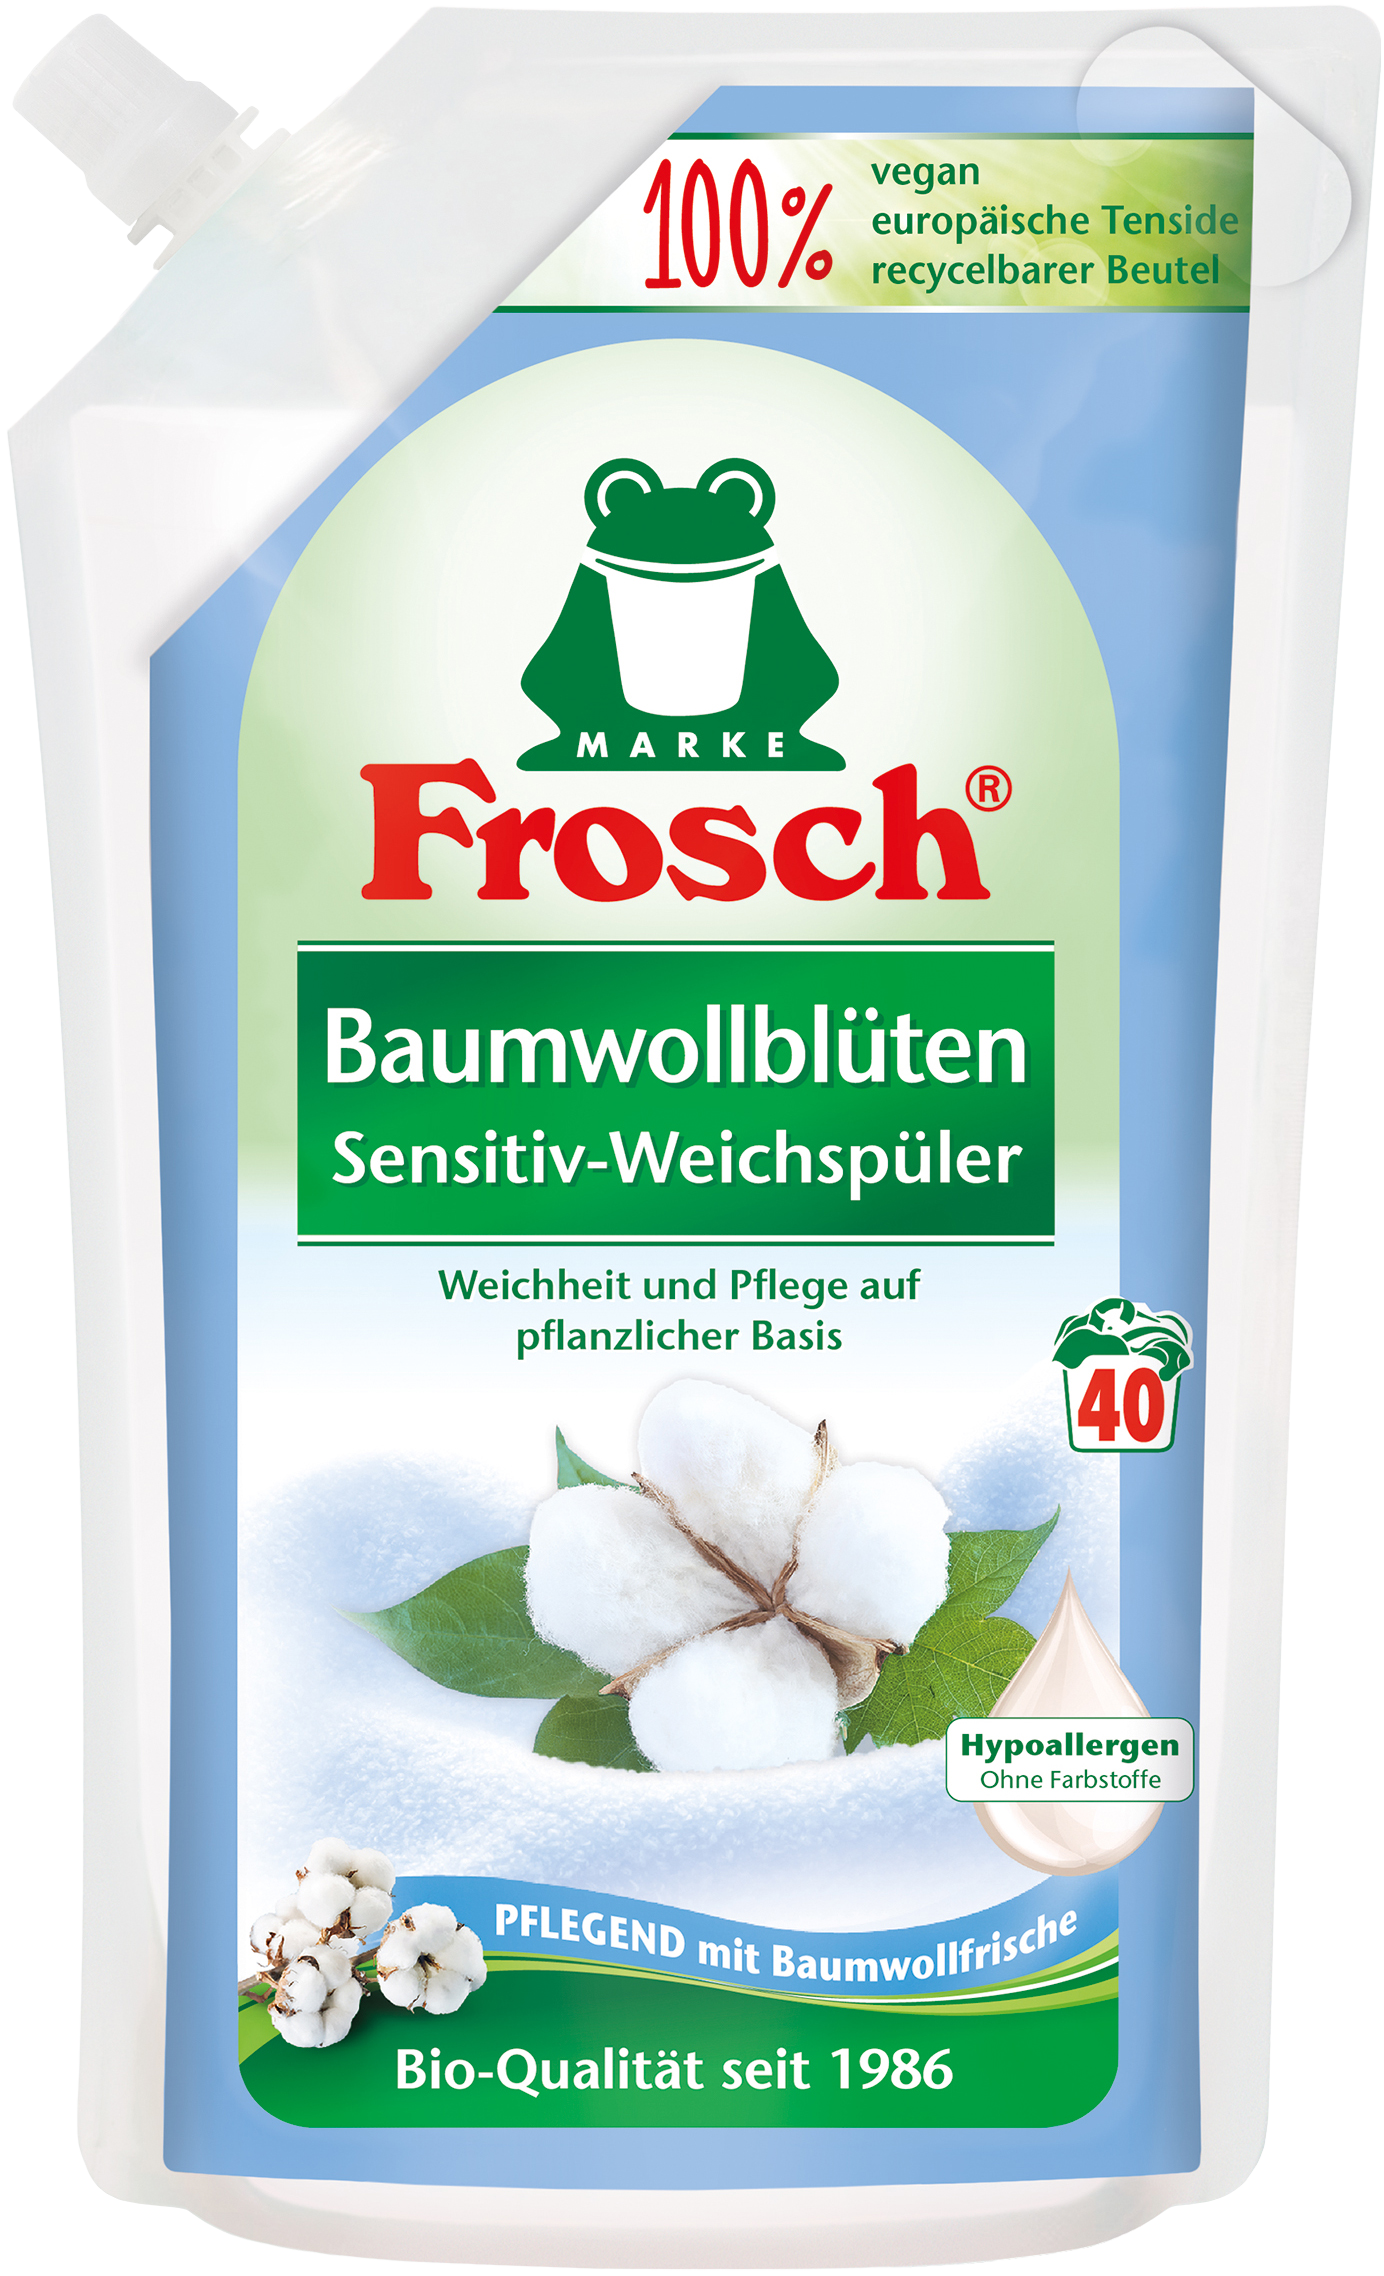 100%
vegan
europäische Tenside
recycelbarer Beutel
MARKE
Frosch®
Baumwollblüten
Sensitiv-Weichspüler
Weichheit und Pflege auf
pflanzlicher Basis
40
Hypoallergen
Ohne Farbstoffe
PFLEGEND mit Baumwollfrische
Bio-Qualität seit 1986